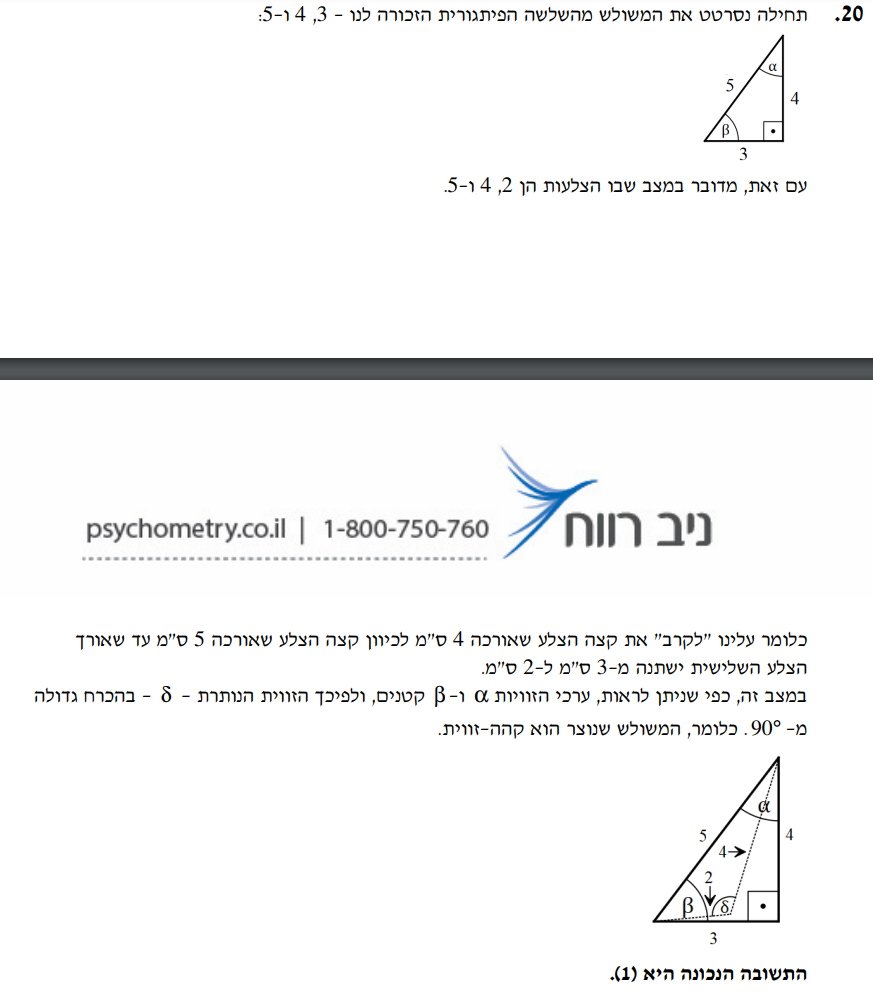 20. תחילה נסרטט את המשולש מהשלשה הפיתגורית הזכורה לנו - 3, 4 ו-5:
α
5
4
β
3
עם זאת, מדובר במצב שבו הצלעות הן 2, 4 ו-5.
ניב רווח
psychometry.co.il | 1-800-750-760
כלומר עלינו "לקרב" את קצה הצלע שאורכה 4 ס"מ לכיוון קצה הצלע שאורכה 5 ס"מ עד שאורך
הצלע השלישית ישתנה מ-3 ס"מ ל-2 ס"מ.
במצב זה, כפי שניתן לראות, ערכי הזוויות α ו-β קטנים, ולפיכך הזווית הנותרת - δ - בהכרח גדולה
מ- 90°. כלומר, המשולש שנוצר הוא קהה-זווית.
α
5
4
4→
2
β
δ
3
התשובה הנכונה היא (1).